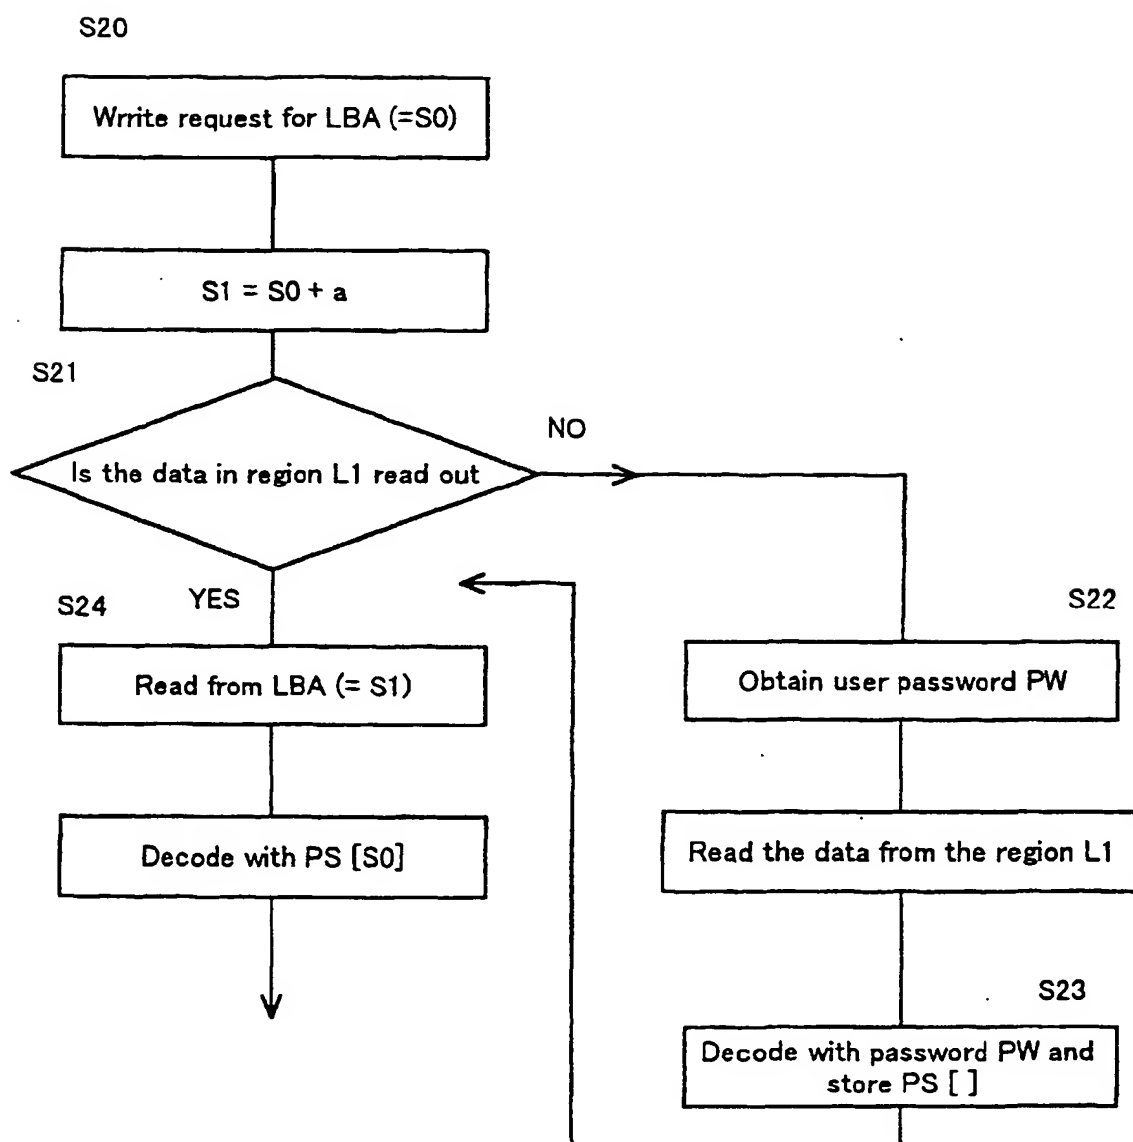 S20
Wrrite request for LBA (=S0)
S1 = S0 + a
S21
Is the data in region L1 read out
NO
YES
S24
Read from LBA (= S1)
Decode with PS [S0]
S22
Obtain user password PW
Read the data from the region L1
S23
Decode with password PW and
store PS [ ]